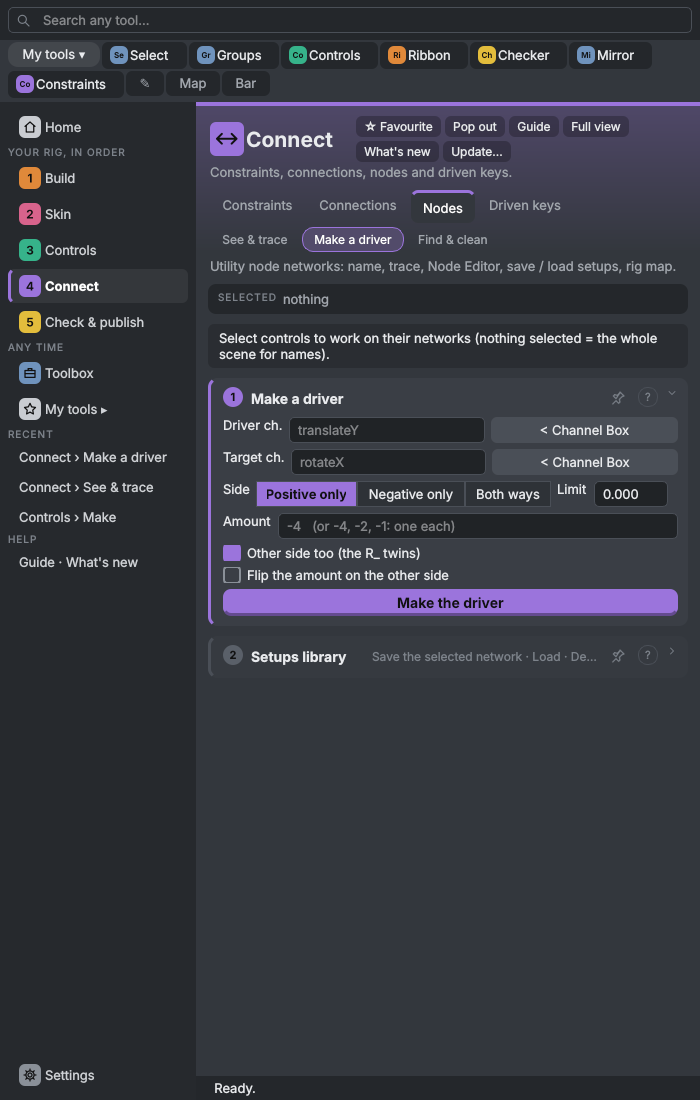 Search any tool...
My tools ▾ Se Select Gr Groups Co Controls Ri Ribbon Ch Checker Mi Mirror
Co Constraints ✎ Map Bar
Home
YOUR RIG, IN ORDER
1 Build
2 Skin
3 Controls
4 Connect
5 Check & publish
ANY TIME
Toolbox
My tools ▸
RECENT
Connect › Make a driver
Connect › See & trace
Controls › Make
HELP
Guide · What's new
Settings
Connect
☆ Favourite Pop out Guide Full view
What's new Update...
Constraints, connections, nodes and driven keys.
Constraints Connections Nodes Driven keys
See & trace Make a driver Find & clean
Utility node networks: name, trace, Node Editor, save / load setups, rig map.
SELECTED nothing
Select controls to work on their networks (nothing selected = the whole
scene for names).
1 Make a driver ?
Driver ch. translateY < Channel Box
Target ch. rotateX < Channel Box
Side Positive only Negative only Both ways Limit 0.000
Amount -4 (or -4, -2, -1: one each)
Other side too (the R_ twins)
Flip the amount on the other side
Make the driver
2 Setups library Save the selected network · Load · De... ?
Ready.